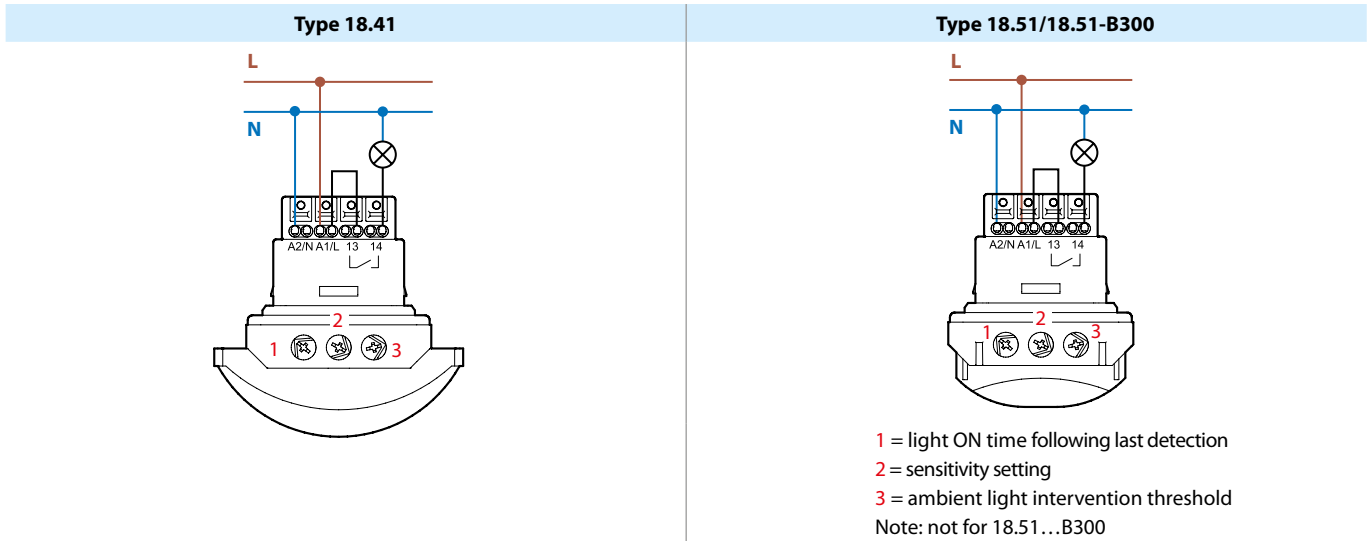 Type 18.41
Type 18.51/18.51-B300
L
N
A2/N A1/L 13 14
2
1
3
L
N
A2/N A1/L 13 14
2
1
3
1 = light ON time following last detection
2 = sensitivity setting
3 = ambient light intervention threshold
Note: not for 18.51…B300